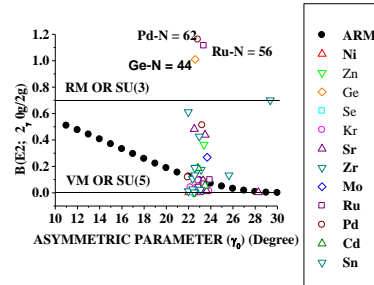 Pd-N = 62
Ru-N = 56
Ge-N = 44
RM OR SU(3)
VM OR SU(5)
B(E2; 2γ 0g/2g)
1.2
1.0
0.8
0.6
0.4
0.2
0.0
10 12 14 16 18 20 22 24 26 28 30
ASYMMETRIC PARAMETER (γ0) (Degree)
ARM
Ni
Zn
Ge
Se
Kr
Sr
Zr
Mo
Ru
Pd
Cd
Sn